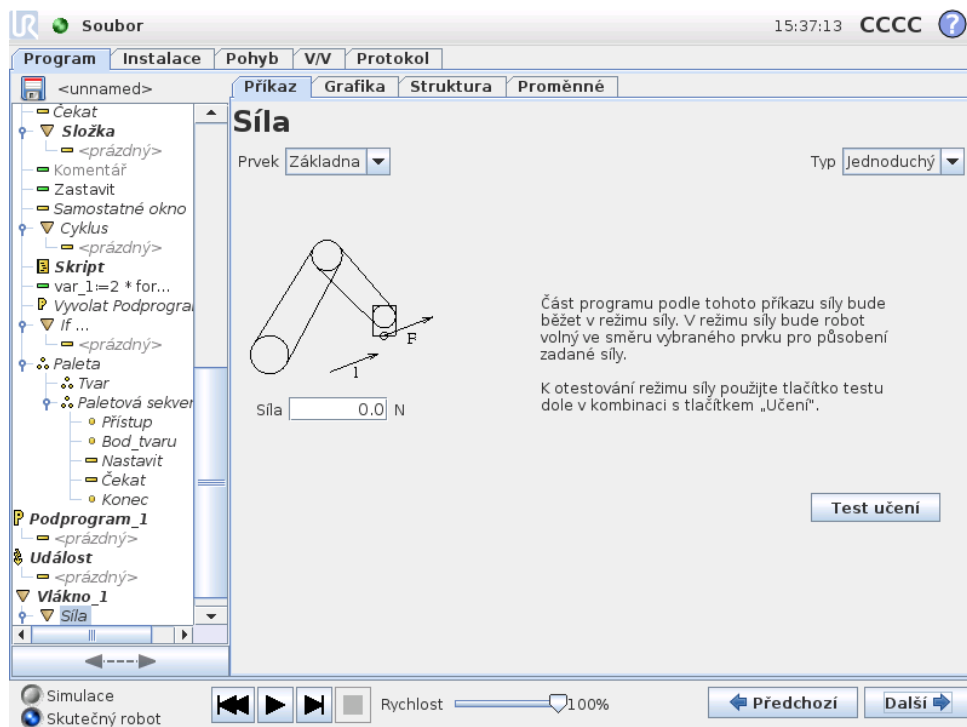 UR Soubor 15:37:13 CCCC ?
Program Instalace Pohyb V/V Protokol
<unnamed>
Příkaz Grafika Struktura Proměnné
Čekat
Složka
<prázdný>
Komentář
Zastavit
Samostatné okno
Cyklus
<prázdný>
Skript
var_1:=2 * for...
P Vyvolat Podprogra
If ...
<prázdný>
Paleta
Tvar
Paletová sekver
Přístup
Bod_tvaru
Nastavit
Čekat
Konec
P Podprogram_1
<prázdný>
Událost
<prázdný>
Vlákno_1
Síla
Síla
Prvek Základna
Typ Jednoduchý
F
l
Síla 0.0 N
Část programu podle tohoto příkazu síly bude
běžet v režimu síly. V režimu síly bude robot
volný ve směru vybraného prvku pro působení
zadané síly.
K otestování režimu síly použijte tlačítko testu
dole v kombinaci s tlačítkem „Učení".
Test učení
Simulace
Skutečný robot
Rychlost 100%
Předchozí
Další